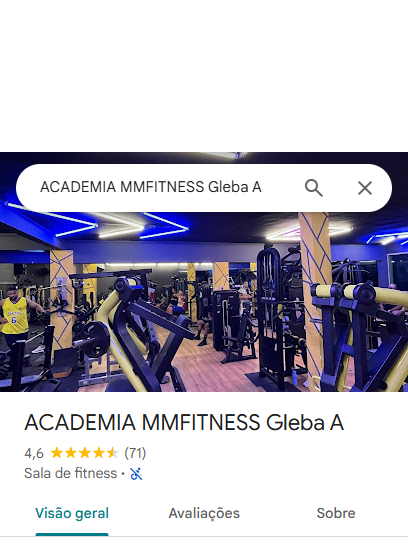 ACADEMIA MMFITNESS Gleba A
ACADEMIA MMFITNESS Gleba A
4,6 (71)
Sala de fitness ·
Visão geral Avaliações Sobre